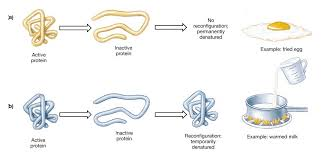 a)
Active
protein
Inactive
protein
No
reconfiguration;
permanently
denatured
Example: fried egg
b)
Active
protein
Inactive
protein
Reconfiguration:
temporarily
denatured
Example: warmed milk